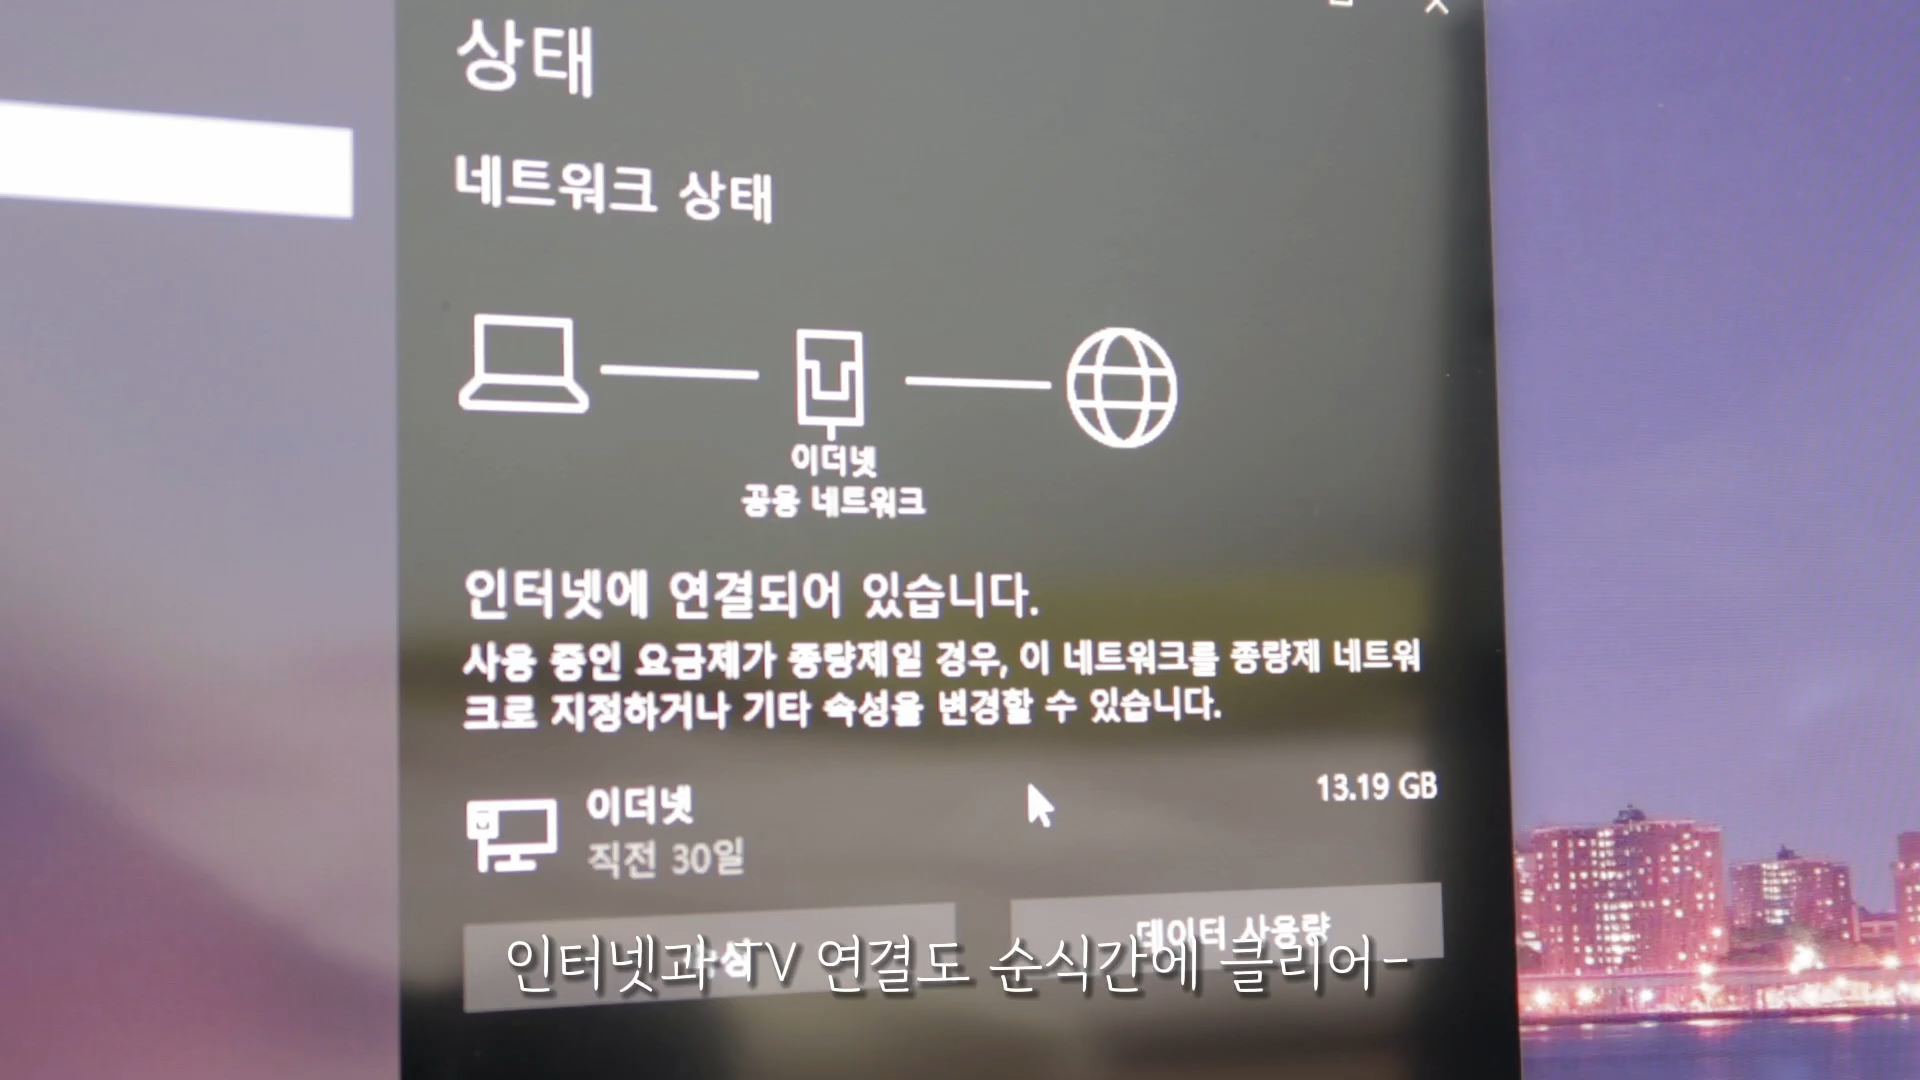 상태
네트워크 상태
이더넷
공용 네트워크
인터넷에 연결되어 있습니다.
사용 중인 요금제가 종량제일 경우, 이 네트워크를 종량제 네트워
크로 지정하거나 기타 속성을 변경할 수 있습니다.
이더넷
직전 30일
13.19 GB
데이터 사용량
인터넷과 TV 연결도 순식간에 클리어-